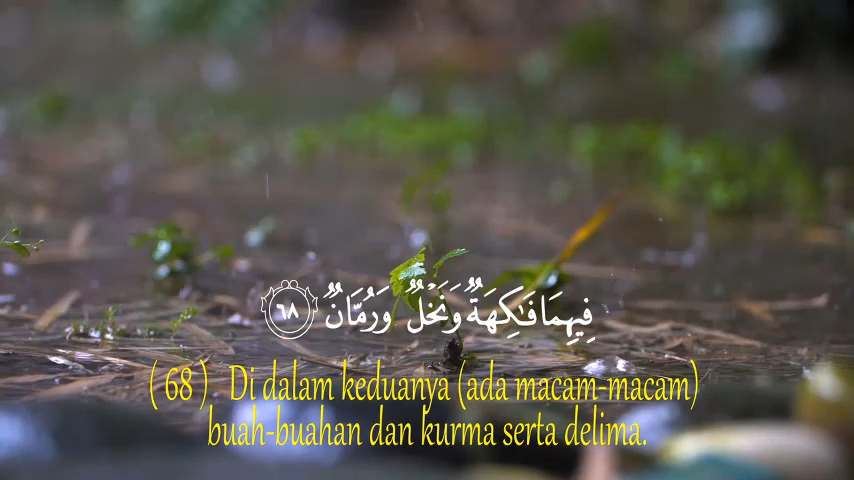 فِيهِمَا فَٰكِهَةٌ وَنَخْلٌ وَرُمَّانٌ ٦٨
( 68 ) Di dalam keduanya (ada macam-macam)
buah-buahan dan kurma serta delima.